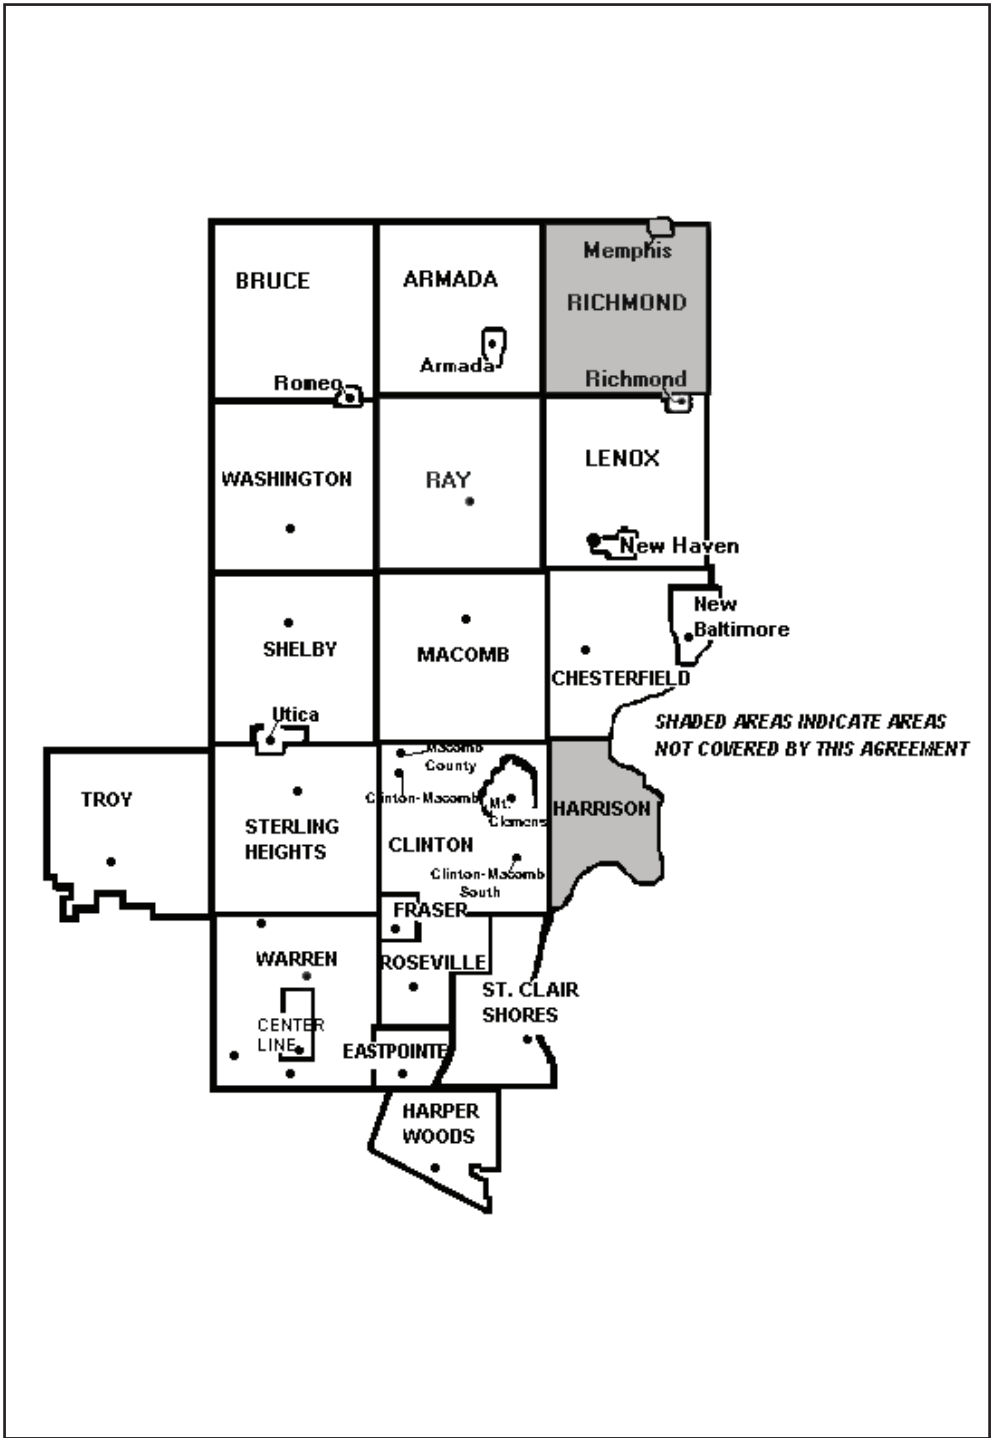 Memphis
BRUCE
ARMADA
RICHMOND
Armada
Romeo
Richmond
WASHINGTON
RAY
LENOX
New Haven
New
Baltimore
SHELBY
MACOMB
CHESTERFIELD
Utica
SHADED AREAS INDICATE AREAS
NOT COVERED BY THIS AGREEMENT
Macomb
County
TROY
Clinton-Macomb
Mt.
Clemens
HARRISON
STERLING
HEIGHTS
CLINTON
Clinton-Macomb
South
FRASER
WARREN
ROSEVILLE
ST. CLAIR
SHORES
CENTER
LINE
EASTPOINTE
HARPER
WOODS